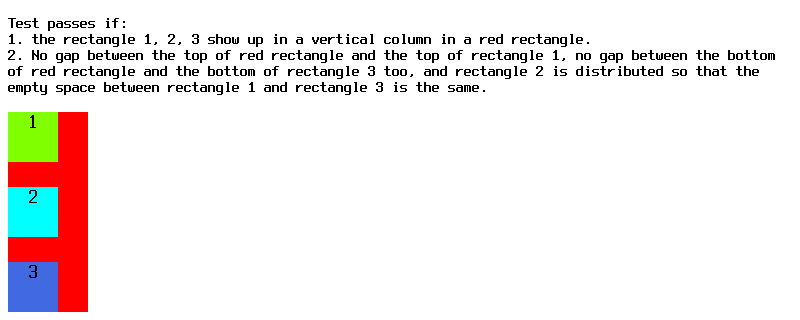 Test passes if:
1. the rectangle 1, 2, 3 show up in a vertical column in a red rectangle.
2. No gap between the top of red rectangle and the top of rectangle 1, no gap between the bottom
of red rectangle and the bottom of rectangle 3 too, and rectangle 2 is distributed so that the
empty space between rectangle 1 and rectangle 3 is the same.
1
2
3